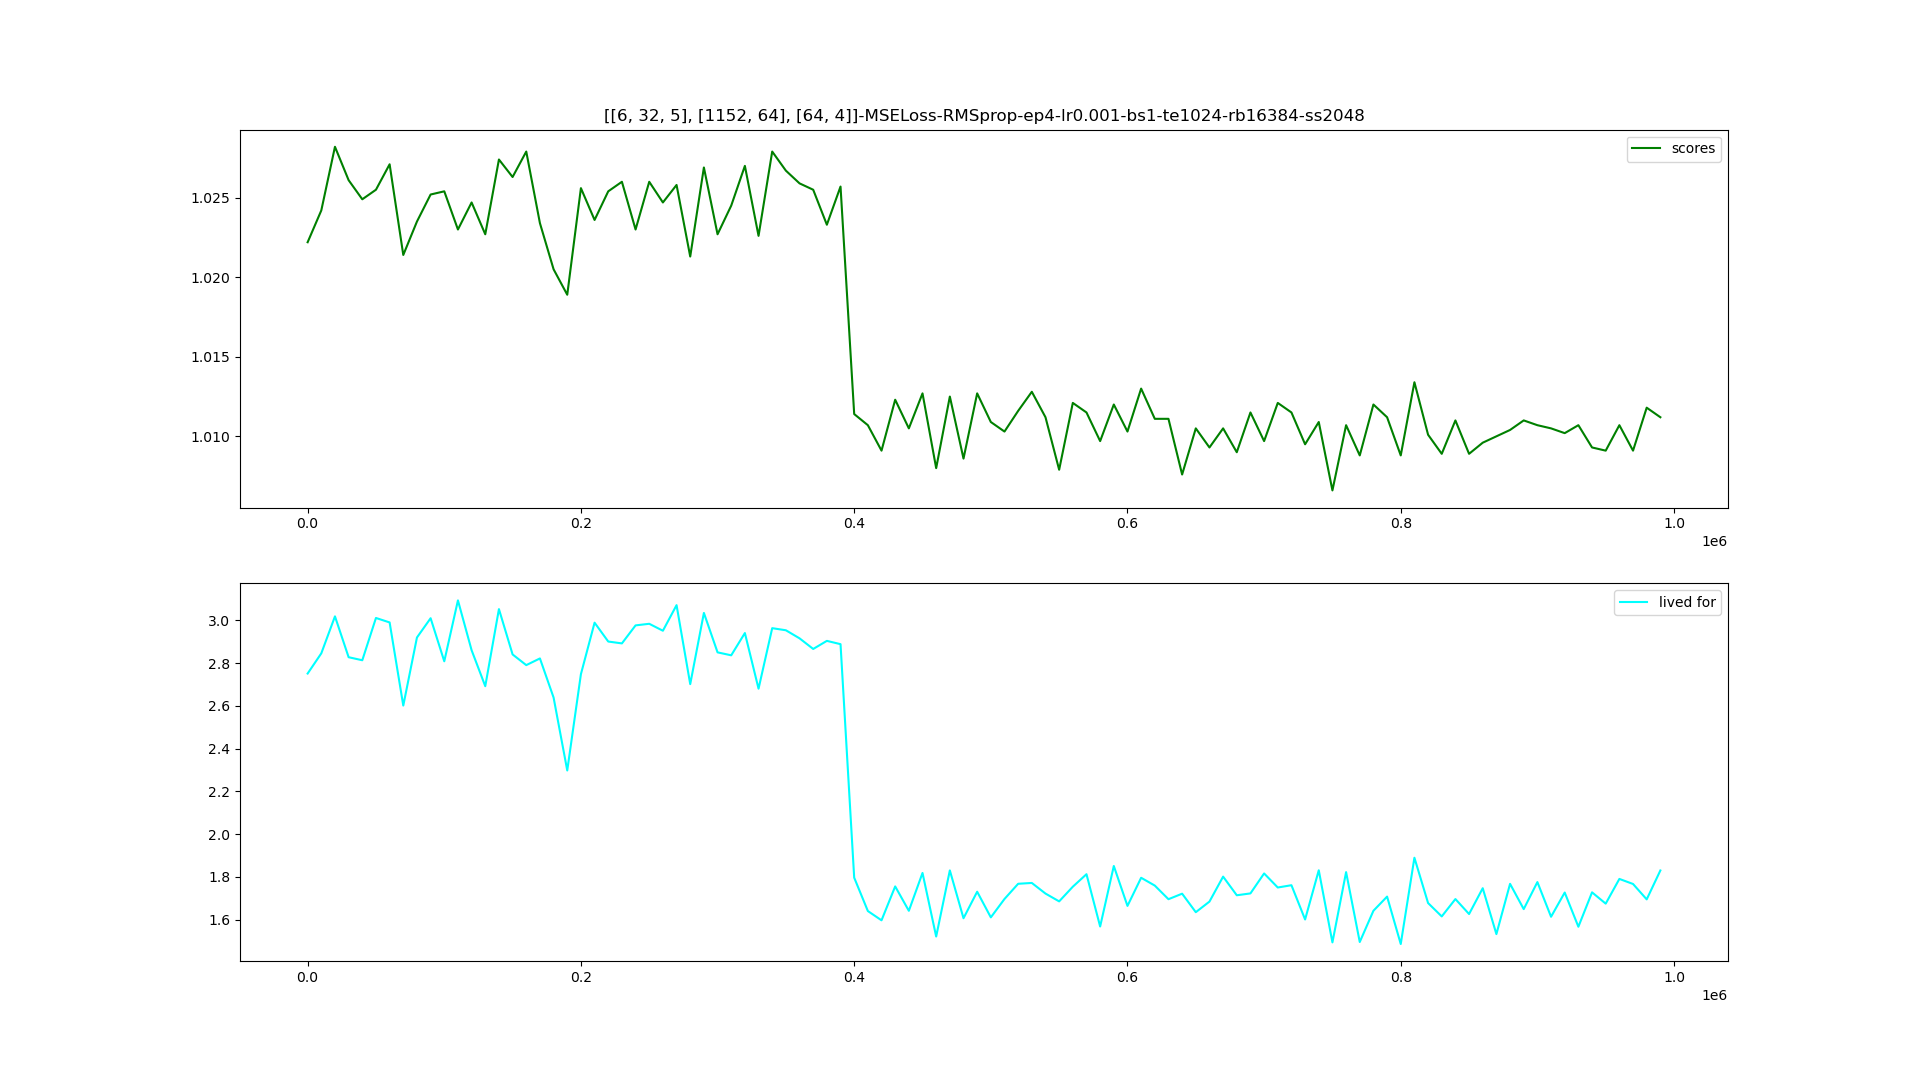 [[6, 32, 5], [1152, 64], [64, 4]]-MSELoss-RMSprop-ep4-lr0.001-bs1-te1024-rb16384-ss2048
scores
1.025
1.020
1.015
1.010
0.0 0.2 0.4 0.6 0.8 1.0
1e6
lived for
3.0
2.8
2.6
2.4
2.2
2.0
1.8
1.6
0.0 0.2 0.4 0.6 0.8 1.0
1e6